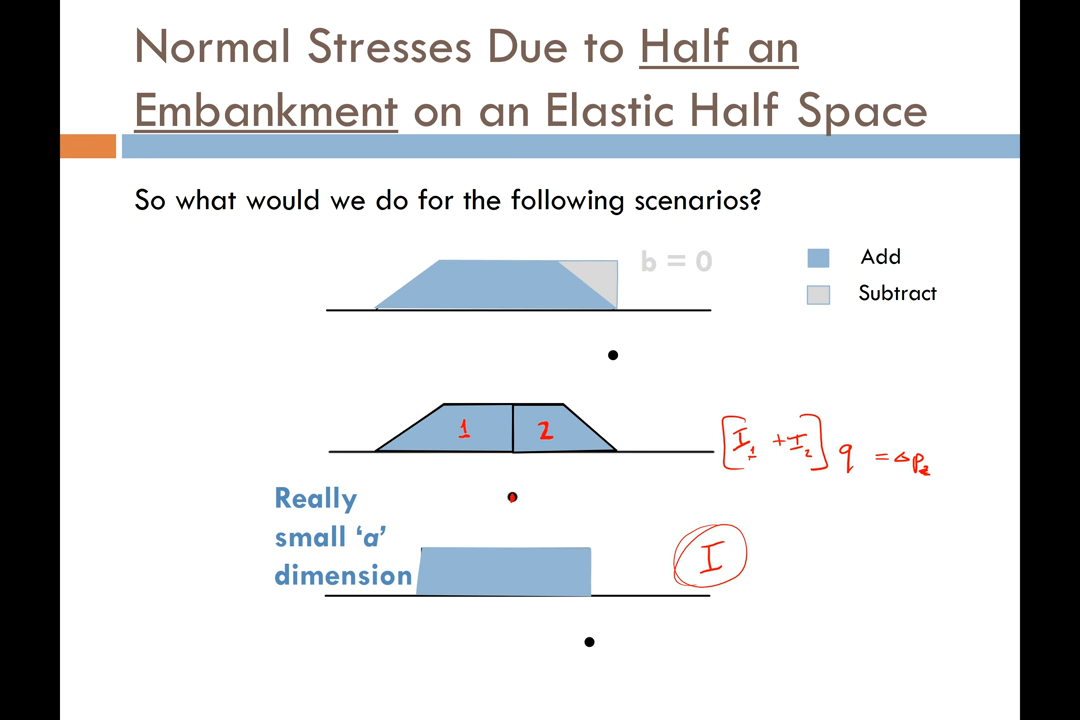 Normal Stresses Due to Half an
Embankment on an Elastic Half Space
So what would we do for the following scenarios?
b = 0
Add
Subtract
1 2
[I₁ + I₂] q = Δp₂
Really
small ‘a’
dimension
I